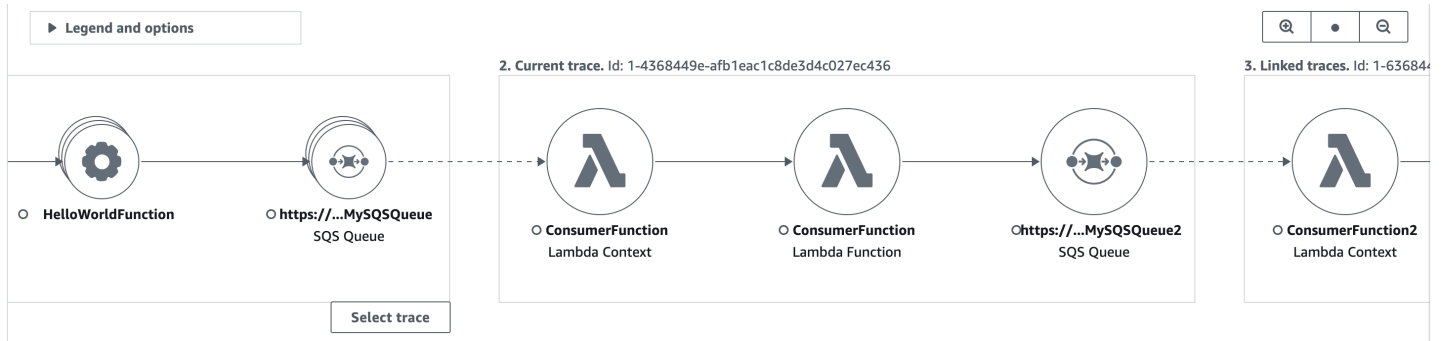 Legend and options
2. Current trace. Id: 1-4368449e-afb1eac1c8de3d4c027ec436
3. Linked traces. Id: 1-636844
HelloWorldFunction
https://...MySQSQueue
SQS Queue
ConsumerFunction
Lambda Context
ConsumerFunction
Lambda Function
https://...MySQSQueue2
SQS Queue
ConsumerFunction2
Lambda Context
Select trace